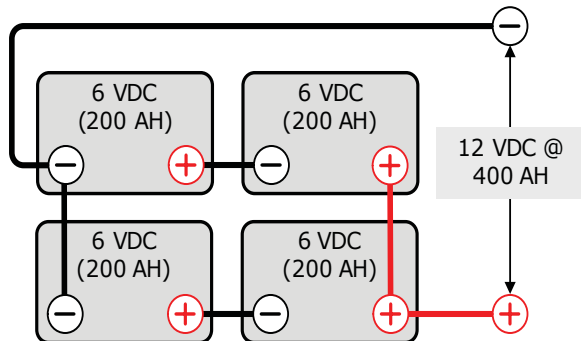 −
6 VDC
(200 AH)
6 VDC
(200 AH)
− + − +
12 VDC @
400 AH
6 VDC
(200 AH)
6 VDC
(200 AH)
− + − + +